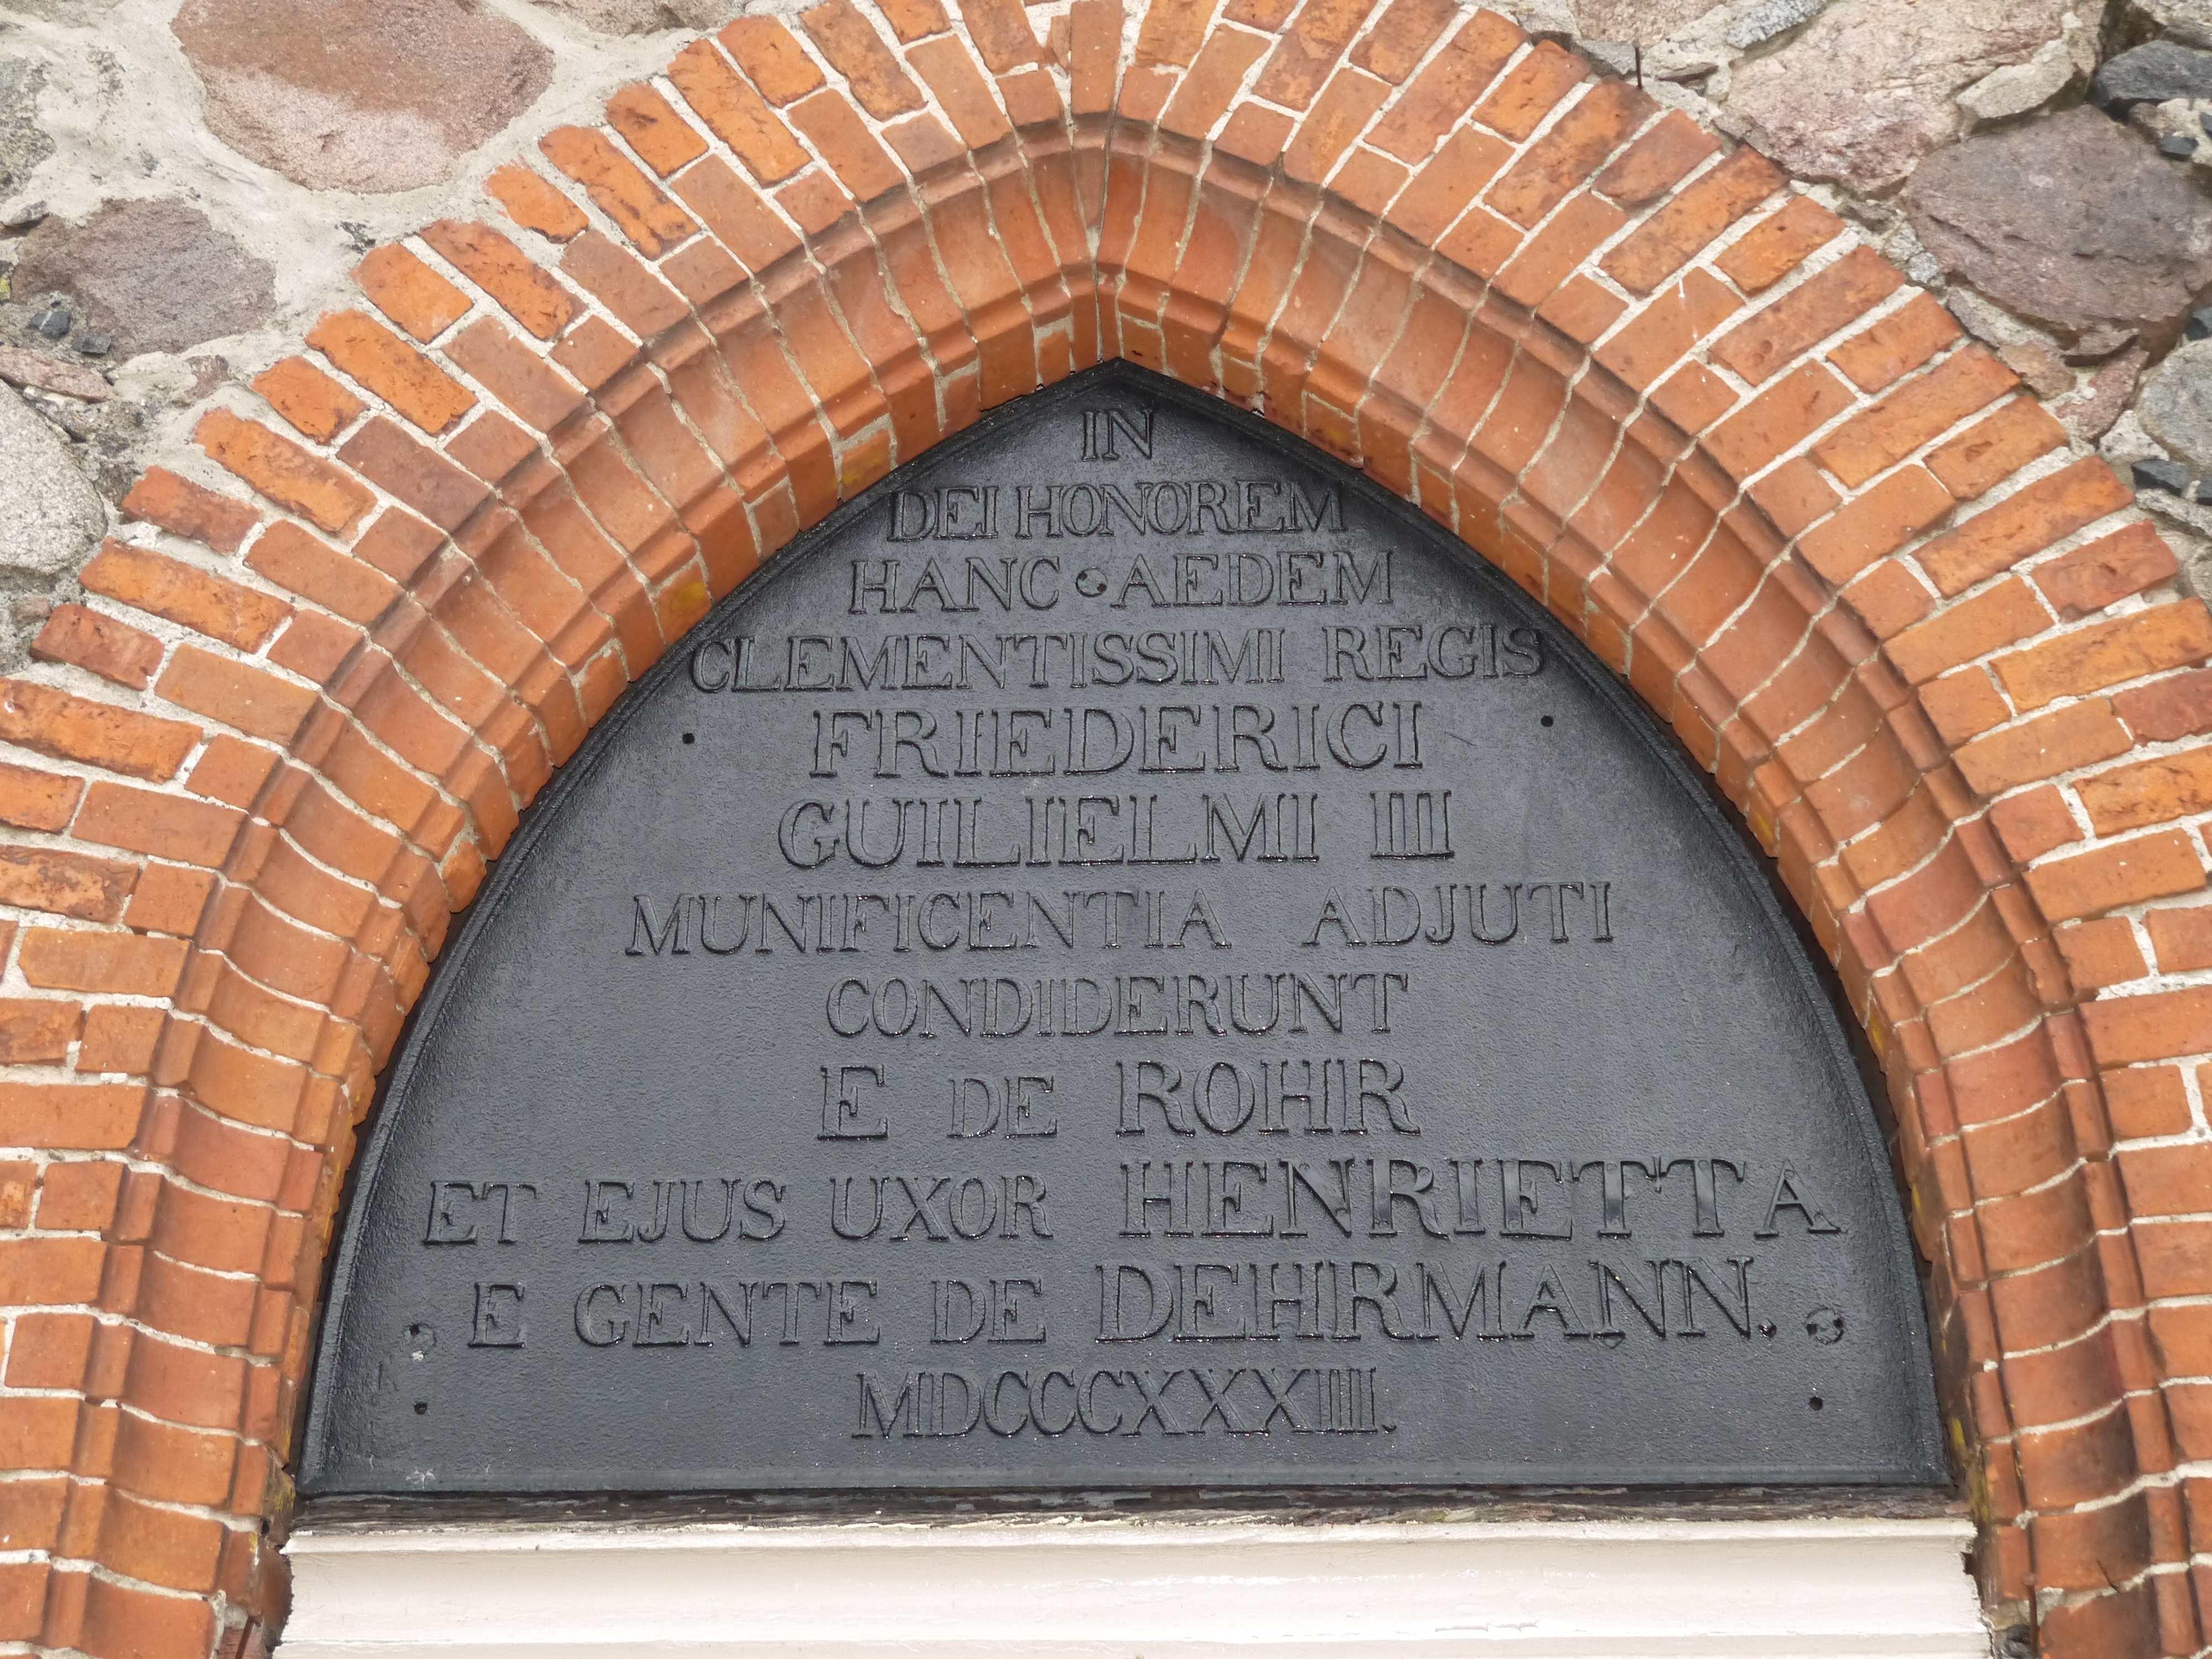 IN
DEI HONOREM
HANC AEDEM
CLEMENTISSIMI REGIS
FRIEDERICI
GUILIELMI III
MUNIFICENTIA ADJUTI
CONDIDERUNT
E DE ROHR
ET EJUS UXOR HENRIETTA
E GENTE DE DEHRMANN.
MDCCCXXXIIII.